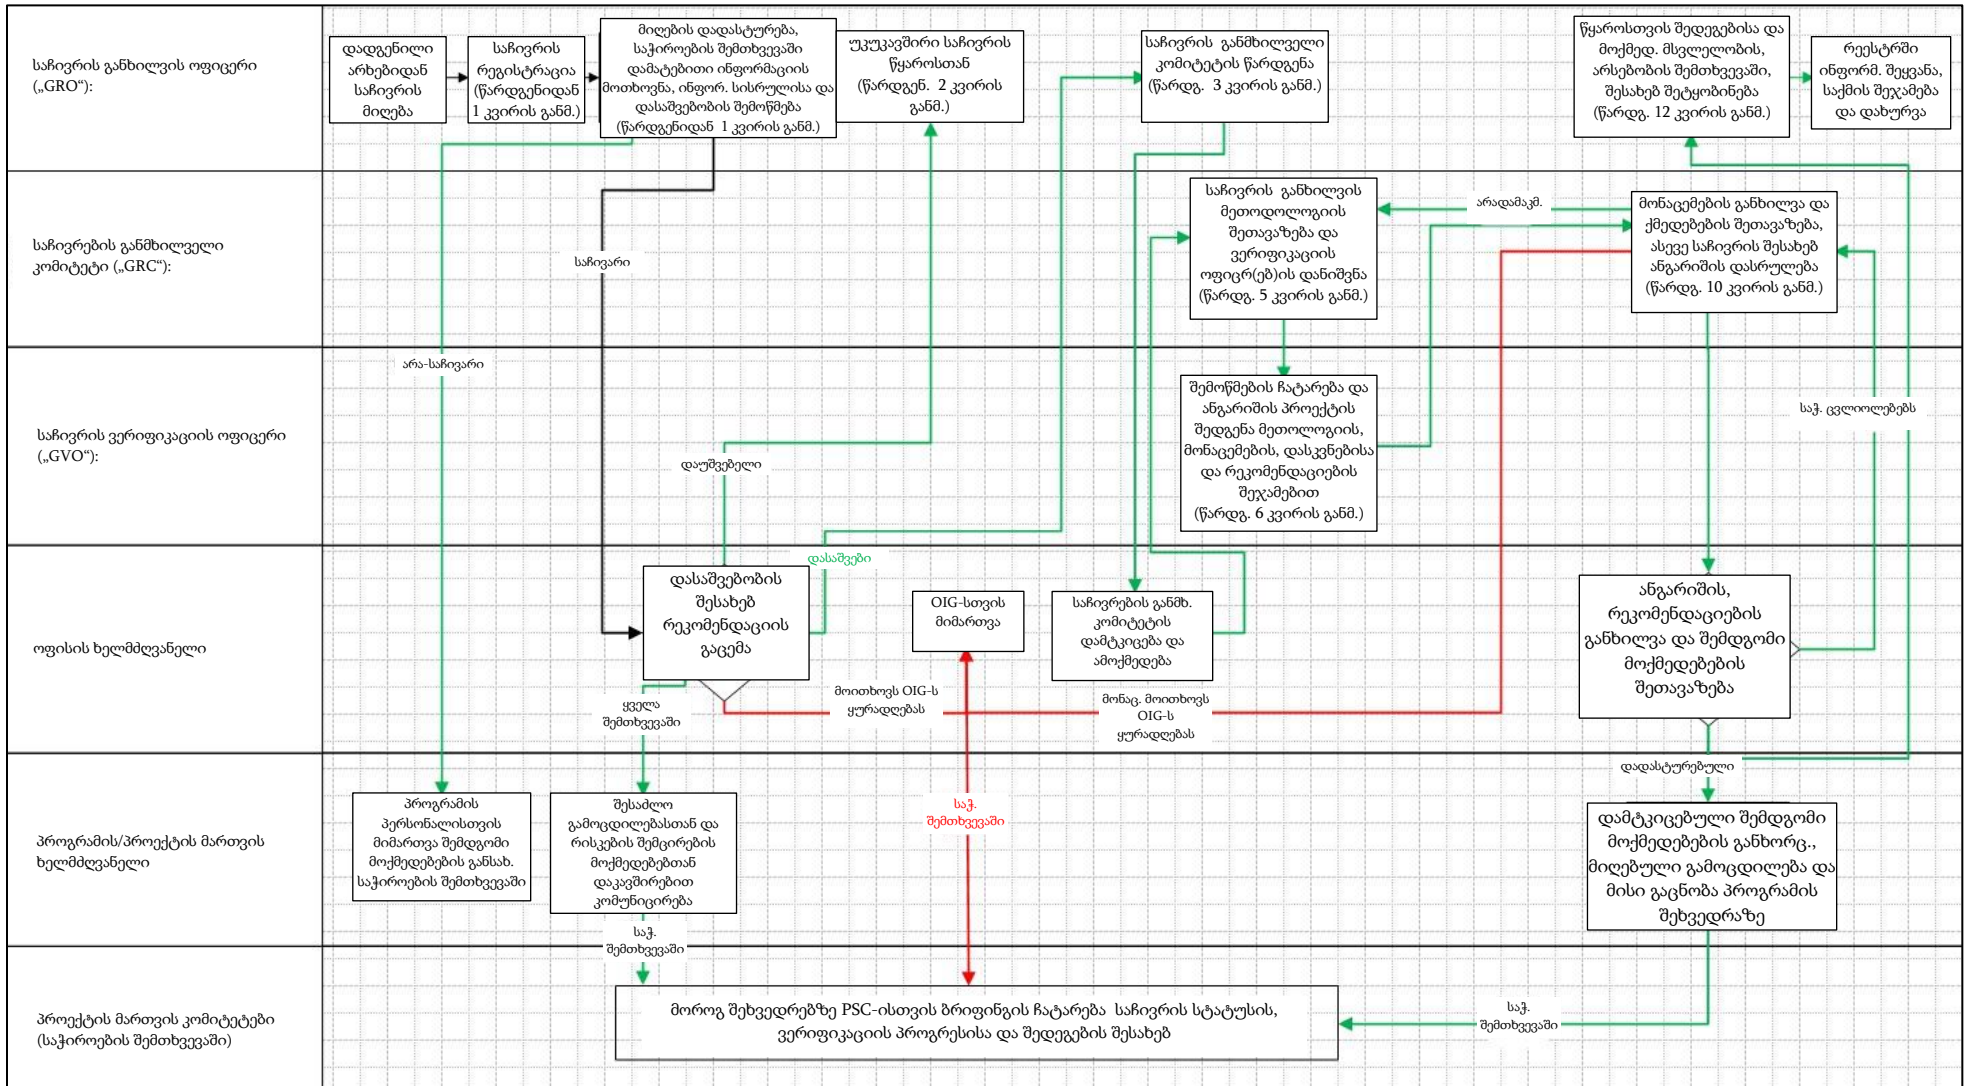 საჩივრის განხილვის ოფიცერი
(„GRO“):
დადგენილი
არხებიდან
საჩივრის
მიღება
საჩივრის
რეგისტრაცია
(წარდგენიდან
1 კვირის განმ.)
მიღების დადასტურება,
საჭიროების შემთხვევაში
დამატებითი ინფორმაციის
მოთხოვნა, ინფორ. სისრულისა და
დასაშვებობის შემოწმება
(წარდგენიდან 1 კვირის განმ.)
უკუკავშირი საჩივრის
წყაროსთან
(წარდგენ. 2 კვირის
განმ.)
საჩივრის განმხილველი
კომიტეტის წარდგენა
(წარდგ. 3 კვირის განმ.)
წყაროსთვის შედეგებისა და
მოქმედ. მსვლელობის,
არსებობის შემთხვევაში,
შესახებ შეტყობინება
(წარდგ. 12 კვირის განმ.)
რეესტრში
ინფორმ. შეყვანა,
საქმის შეჯამება
და დახურვა
საჩივრების განმხილველი
კომიტეტი („GRC“):
საჩივარი
საჩივრის განხილვის
მეთოდოლოგიის
შეთავაზება და
ვერიფიკაციის
ოფიცრ(ებ)ის დანიშვნა
(წარდგ. 5 კვირის განმ.)
არადამაკმ.
მონაცემების განხილვა და
ქმედებების შეთავაზება,
ასევე საჩივრის შესახებ
ანგარიშის დასრულება
(წარდგ. 10 კვირის განმ.)
საჩივრის ვერიფიკაციის ოფიცერი
(„GVO“):
არა-საჩივარი
დაუშვებელი
შემოწმების ჩატარება და
ანგარიშის პროექტის
შედგენა მეთოლოგიის,
მონაცემების, დასკვნებისა
და რეკომენდაციების
შეჯამებით
(წარდგ. 6 კვირის განმ.)
საჭ. ცვლიოლებებს
ოფისის ხელმძღვანელი
დასაშვები
დასაშვებობის
შესახებ
რეკომენდაციის
გაცემა
OIG-სთვის
მიმართვა
საჩივრების განმხ.
კომიტეტის
დამტკიცება და
ამოქმედება
ანგარიშის,
რეკომენდაციების
განხილვა და შემდგომი
მოქმედებების
შეთავაზება
ყველა
შემთხვევაში
მოითხოვს OIG-ს
ყურადღებას
მონაც. მოითხოვს
OIG-ს
ყურადღებას
პროგრამის/პროექტის მართვის
ხელმძღვანელი
დადასტურებული
პროგრამის
პერსონალისთვის
მიმართვა შემდგომი
მოქმედებების განსახ.
საჭიროების შემთხვევაში
შესაძლო
გამოცდილებასთან და
რისკების შემცირების
მოქმედებებთან
დაკავშირებით
კომუნიცირება
საჭ.
შემთხვევაში
დამტკიცებული შემდგომი
მოქმედებების განხორც.,
მიღებული გამოცდილება და
მისი გაცნობა პროგრამის
შეხვედრაზე
საჭ.
შემთხვევაში
პროექტის მართვის კომიტეტები
(საჭიროების შემთხვევაში)
მოროგ შეხვედრებზე PSC-ისთვის ბრიფინგის ჩატარება საჩივრის სტატუსის,
ვერიფიკაციის პროგრესისა და შედეგების შესახებ
საჭ.
შემთხვევაში